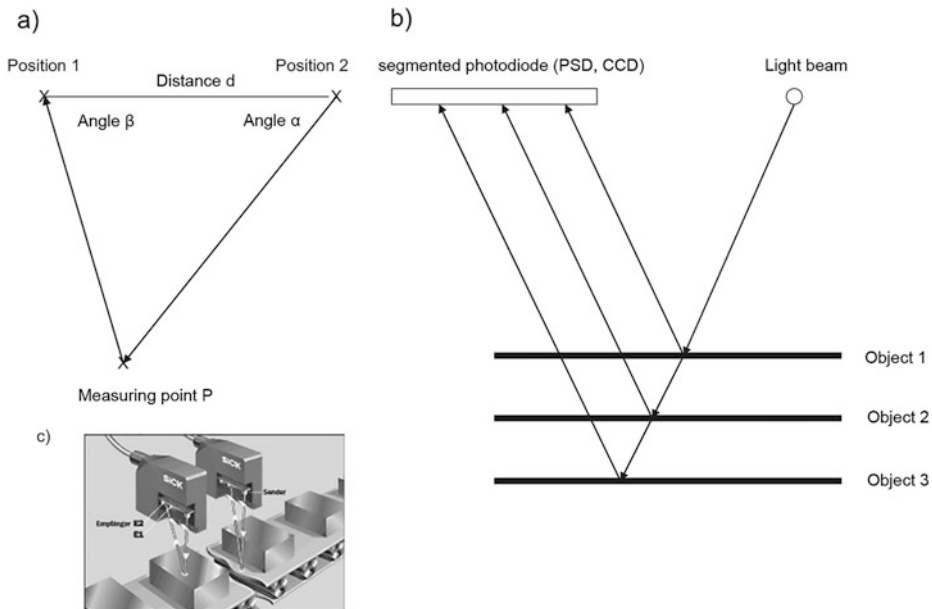 a)
Position 1
Position 2
Distance d
Angle β
Angle α
X
X
X
Measuring point P
b)
segmented photodiode (PSD, CCD)
Light beam
Object 1
Object 2
Object 3
c)
SICK
SICK
Sender
Empfänger E2
E1